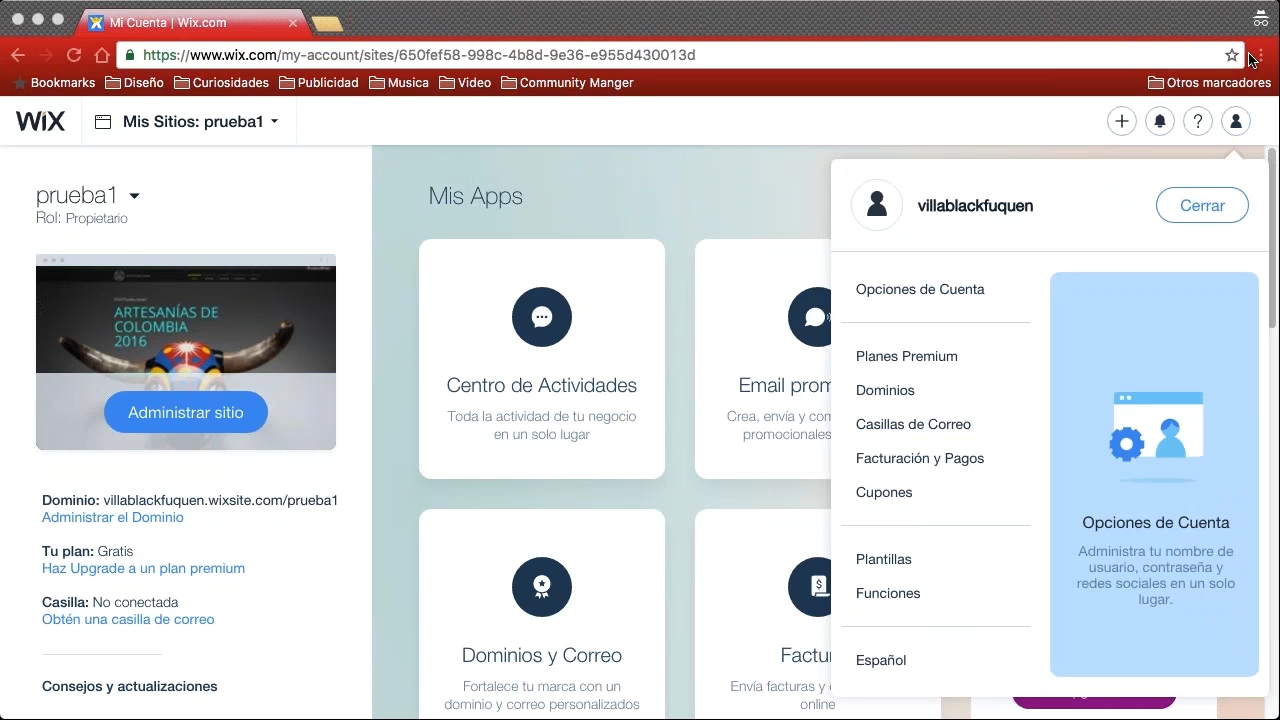 Mi Cuenta | Wix.com
https://www.wix.com/my-account/sites/650fef58-998c-4b8d-9e36-e955d430013d
Bookmarks Diseño Curiosidades Publicidad Musica Video Community Manger Otros marcadores
WiX Mis Sitios: prueba1
prueba1
Rol: Propietario
ARTESANÍAS DE
COLOMBIA
2016
Administrar sitio
Dominio: villablackfuquen.wixsite.com/prueba1
Administrar el Dominio
Tu plan: Gratis
Haz Upgrade a un plan premium
Casilla: No conectada
Obtén una casilla de correo
Consejos y actualizaciones
Mis Apps
Centro de Actividades
Toda la actividad de tu negocio
en un solo lugar
Email prom
Crea, envía y com
promocionales
Dominios y Correo
Fortalece tu marca con un
dominio y correo personalizados
Factu
Envía facturas y
online
villablackfuquen
Cerrar
Opciones de Cuenta
Planes Premium
Dominios
Casillas de Correo
Facturación y Pagos
Cupones
Plantillas
Funciones
Español
Opciones de Cuenta
Administra tu nombre de
usuario, contraseña y
redes sociales en un solo
lugar.